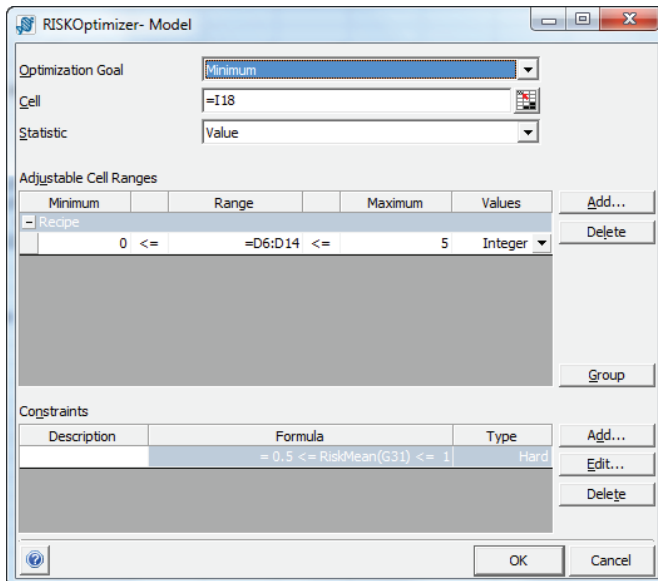 RISKOptimizer- Model
Optimization Goal Minimum
Cell =I18
Statistic Value
Adjustable Cell Ranges
Minimum Range Maximum Values
Recipe
0 <= =D6:D14 <= 5 Integer
Add...
Delete
Group
Constraints
Description Formula Type
= 0.5 <= RiskMean(G31) <= 1 Hard
Add...
Edit...
Delete
OK Cancel